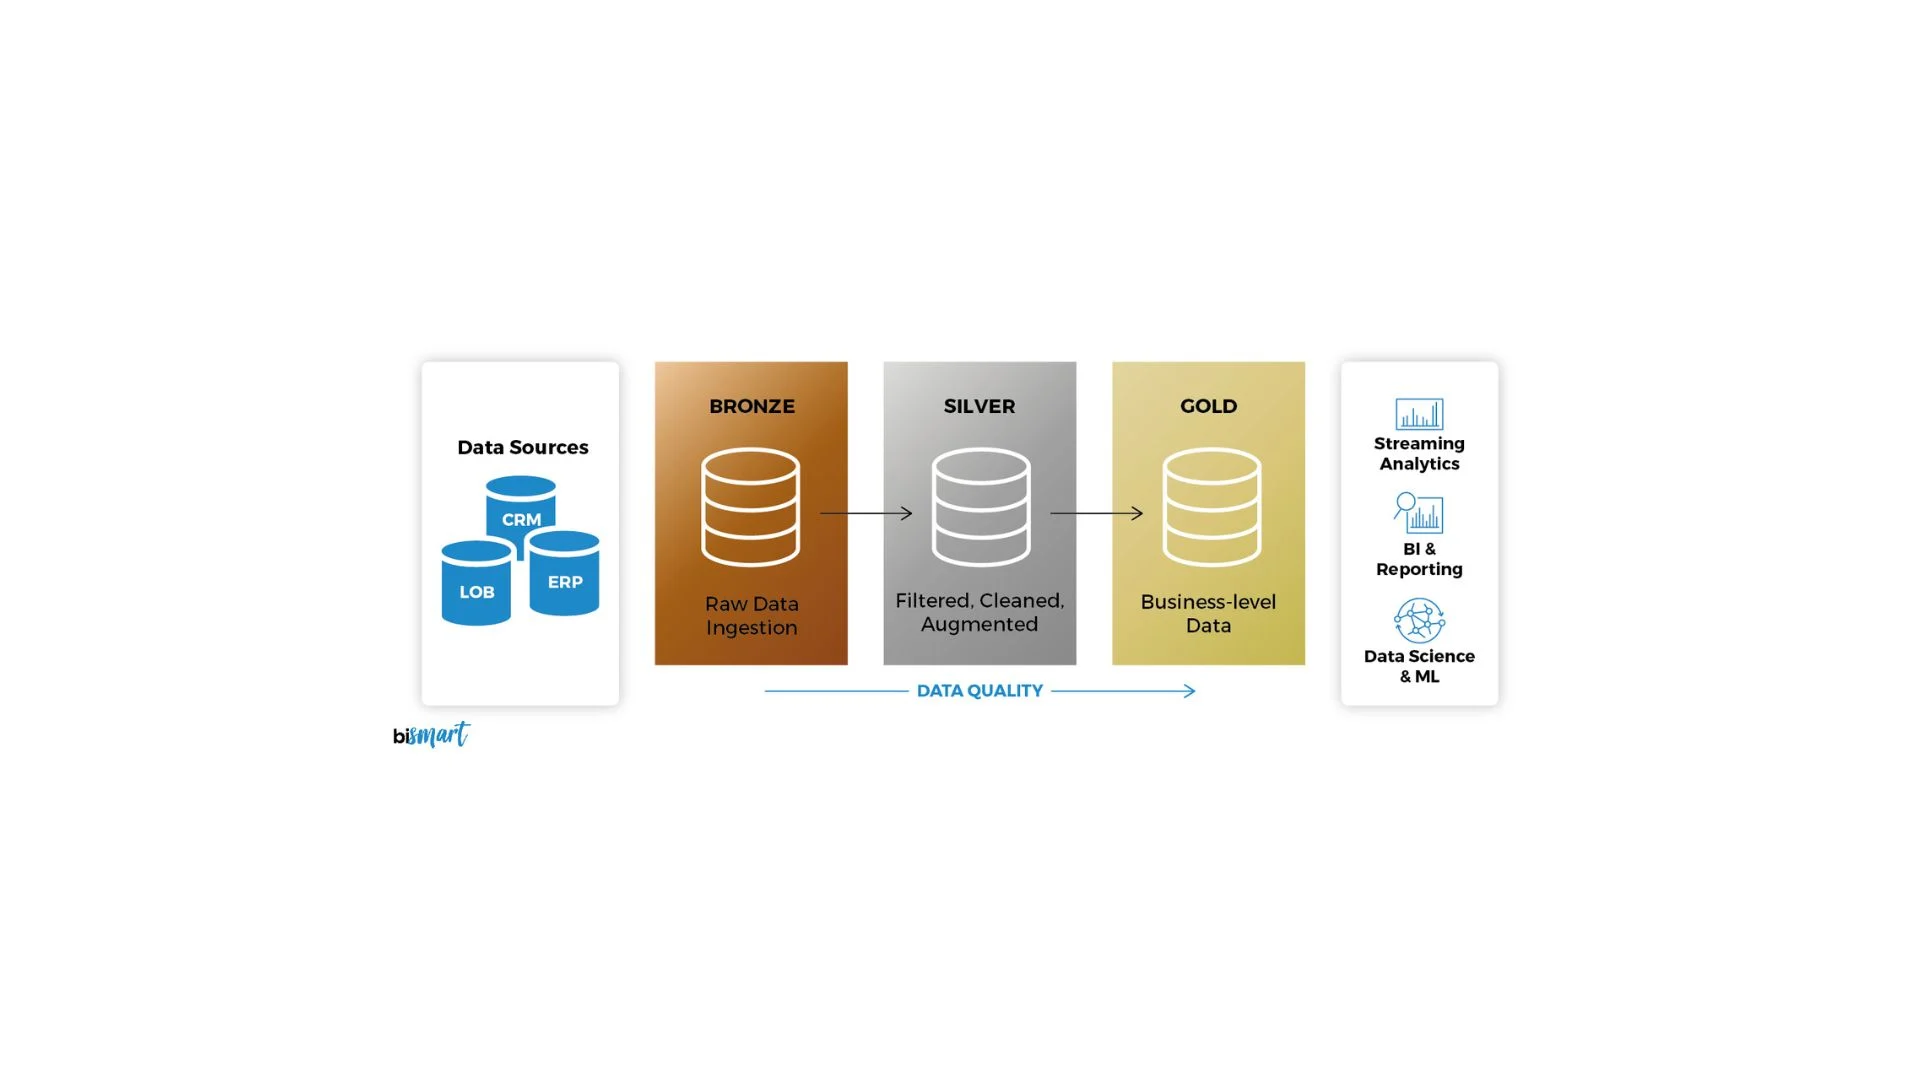 Data Sources
CRM
LOB
ERP
BRONZE
Raw Data
Ingestion
SILVER
Filtered, Cleaned,
Augmented
GOLD
Business-level
Data
DATA QUALITY
Streaming
Analytics
BI &
Reporting
Data Science
& ML
bismart